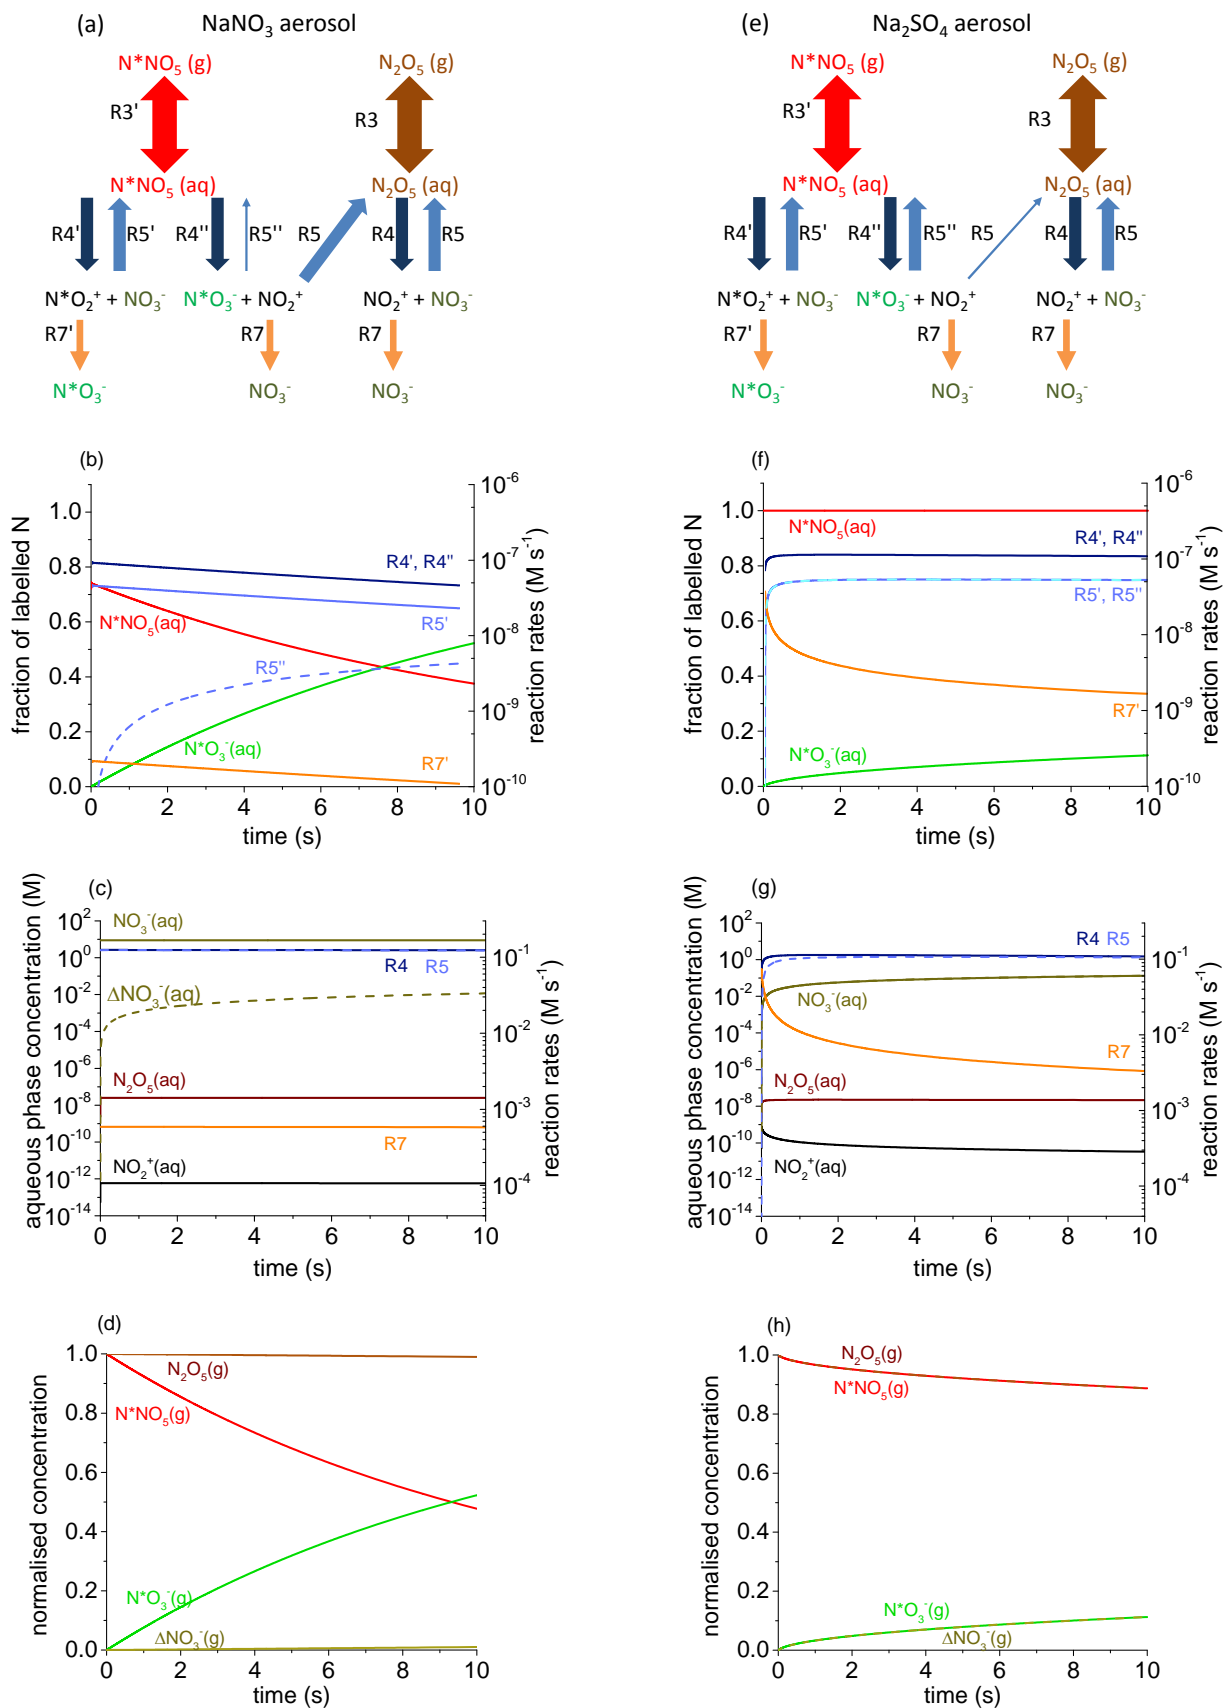 (a) NaNO₃ aerosol
N*NO₅ (g) N₂O₅ (g)
R3' R3
N*NO₅ (aq) N₂O₅ (aq)
R4' R5' R4'' R5'' R5 R4 R5
N*O₂⁺ + NO₃⁻ N*O₃⁻ + NO₂⁺ NO₂⁺ + NO₃⁻
R7' R7 R7
N*O₃⁻ NO₃⁻ NO₃⁻
(e) Na₂SO₄ aerosol
N*NO₅ (g) N₂O₅ (g)
R3' R3
N*NO₅ (aq) N₂O₅ (aq)
R4' R5' R4'' R5'' R5 R4 R5
N*O₂⁺ + NO₃⁻ N*O₃⁻ + NO₂⁺ NO₂⁺ + NO₃⁻
R7' R7 R7
N*O₃⁻ NO₃⁻ NO₃⁻
(b)
fraction of labelled N
1.0
0.8
0.6
0.4
0.2
0.0
R4', R4''
R5'
N*NO₅(aq)
R5''
N*O₃⁻(aq)
R7'
10⁻⁶
10⁻⁷
10⁻⁸
10⁻⁹
10⁻¹⁰
reaction rates (M s⁻¹)
0 2 4 6 8 10
time (s)
(f)
fraction of labelled N
1.0
0.8
0.6
0.4
0.2
0.0
N*NO₅(aq)
R4', R4''
R5', R5''
R7'
N*O₃⁻(aq)
10⁻⁶
10⁻⁷
10⁻⁸
10⁻⁹
10⁻¹⁰
reaction rates (M s⁻¹)
0 2 4 6 8 10
time (s)
(c)
aqueous phase concentration (M)
10²
10⁰
10⁻²
10⁻⁴
10⁻⁶
10⁻⁸
10⁻¹⁰
10⁻¹²
10⁻¹⁴
NO₃⁻(aq)
R4 R5
ΔNO₃⁻(aq)
N₂O₅(aq)
R7
NO₂⁺(aq)
10⁻¹
10⁻²
10⁻³
10⁻⁴
reaction rates (M s⁻¹)
0 2 4 6 8 10
time (s)
(g)
aqueous phase concentration (M)
10²
10⁰
10⁻²
10⁻⁴
10⁻⁶
10⁻⁸
10⁻¹⁰
10⁻¹²
10⁻¹⁴
R4 R5
NO₃⁻(aq)
R7
N₂O₅(aq)
NO₂⁺(aq)
10⁻¹
10⁻²
10⁻³
10⁻⁴
reaction rates (M s⁻¹)
0 2 4 6 8 10
time (s)
(d)
normalised concentration
1.0
0.8
0.6
0.4
0.2
0.0
N₂O₅(g)
N*NO₅(g)
N*O₃⁻(g)
ΔNO₃⁻(g)
0 2 4 6 8 10
time (s)
(h)
normalised concentration
1.0
0.8
0.6
0.4
0.2
0.0
N₂O₅(g)
N*NO₅(g)
N*O₃⁻(g)
ΔNO₃⁻(g)
0 2 4 6 8 10
time (s)